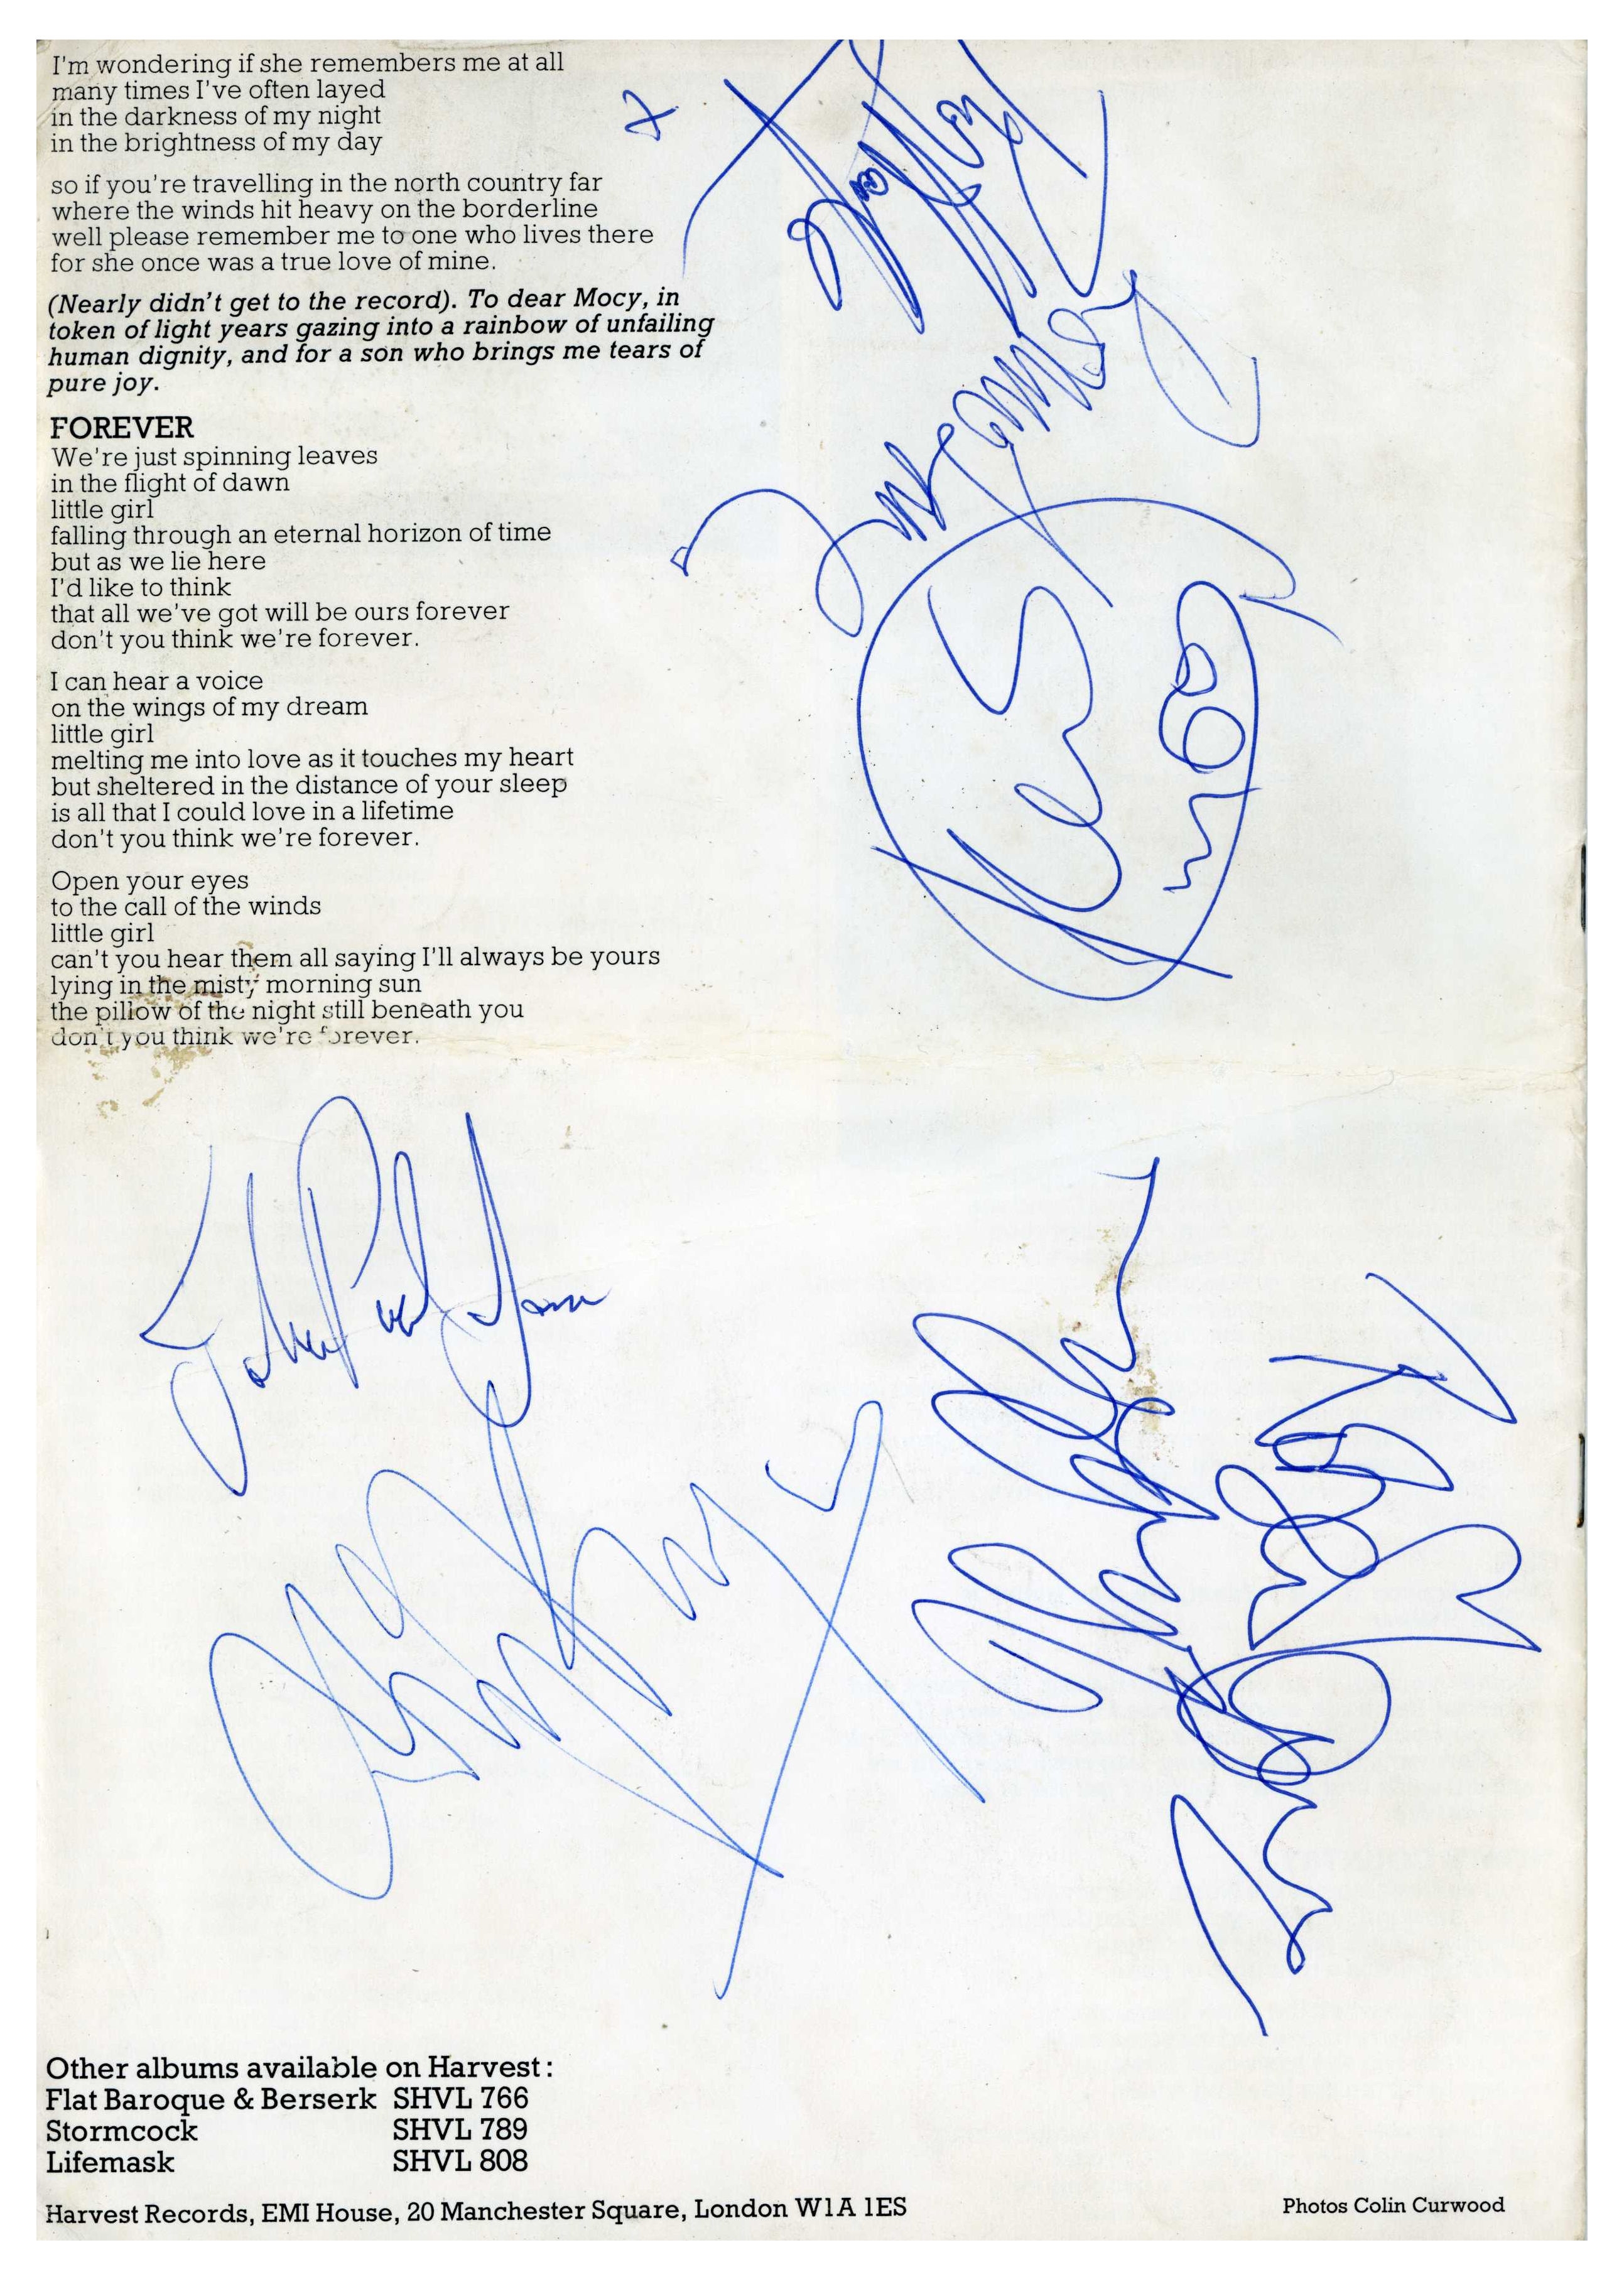 I'm wondering if she remembers me at all
many times I've often layed
in the darkness of my night
in the brightness of my day
so if you're travelling in the north country far
where the winds hit heavy on the borderline
well please remember me to one who lives there
for she once was a true love of mine.
(Nearly didn't get to the record). To dear Mocy, in
token of light years gazing into a rainbow of unfailing
human dignity, and for a son who brings me tears of
pure joy.
FOREVER
We're just spinning leaves
in the flight of dawn
little girl
falling through an eternal horizon of time
but as we lie here
I'd like to think
that all we've got will be ours forever
don't you think we're forever.
I can hear a voice
on the wings of my dream
little girl
melting me into love as it touches my heart
but sheltered in the distance of your sleep
is all that I could love in a lifetime
don't you think we're forever.
Open your eyes
to the call of the winds
little girl
can't you hear them all saying I'll always be yours
lying in the misty morning sun
the pillow of the night still beneath you
don't you think we're forever.
John Paul Jones
Other albums available on Harvest:
Flat Baroque & Berserk SHVL 766
Stormcock SHVL 789
Lifemask SHVL 808
Harvest Records, EMI House, 20 Manchester Square, London W1A 1ES
Photos Colin Curwood